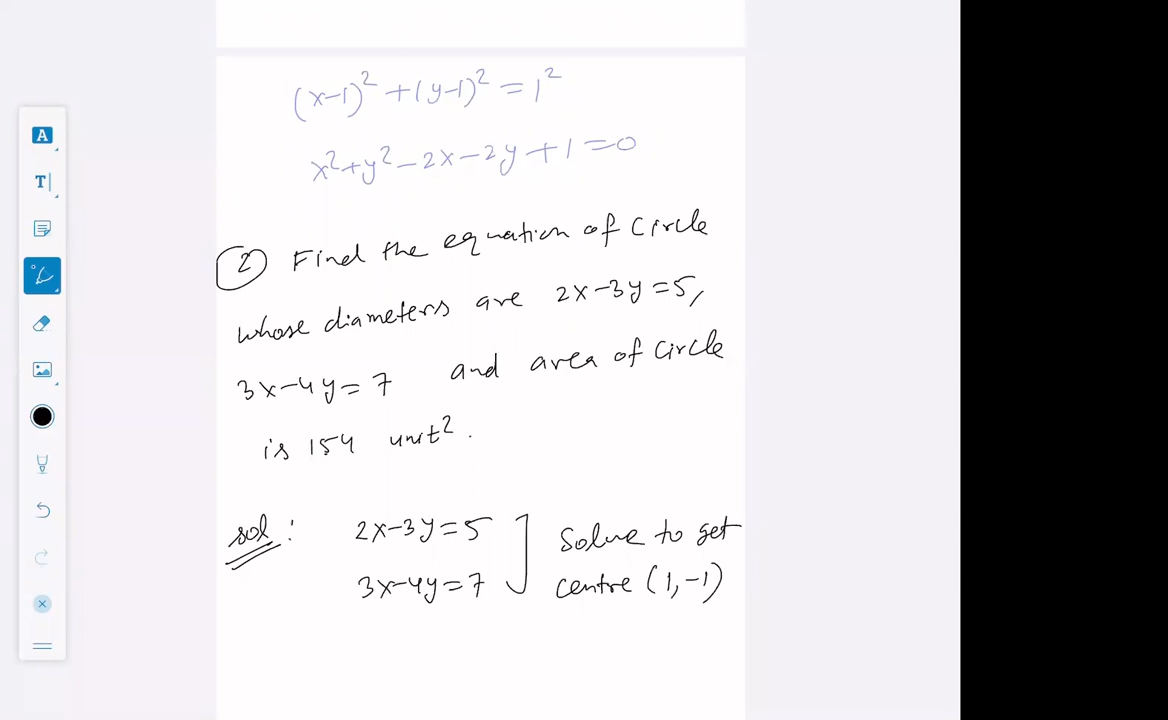 (x-1)² + (y-1)² = 1²
x² + y² - 2x - 2y + 1 = 0
② Find the equation of circle
whose diameters are 2x-3y=5,
3x-4y=7 and area of circle
is 154 unit².
sol : 2x-3y=5 ] Solve to get
3x-4y=7 centre (1,-1)
A
T|